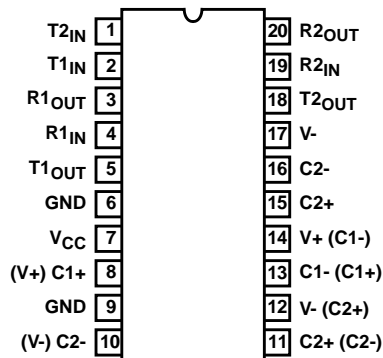 T2IN 1 20 R2OUT
T1IN 2 19 R2IN
R1OUT 3 18 T2OUT
R1IN 4 17 V-
T1OUT 5 16 C2-
GND 6 15 C2+
VCC 7 14 V+ (C1-)
(V+) C1+ 8 13 C1- (C1+)
GND 9 12 V- (C2+)
(V-) C2- 10 11 C2+ (C2-)